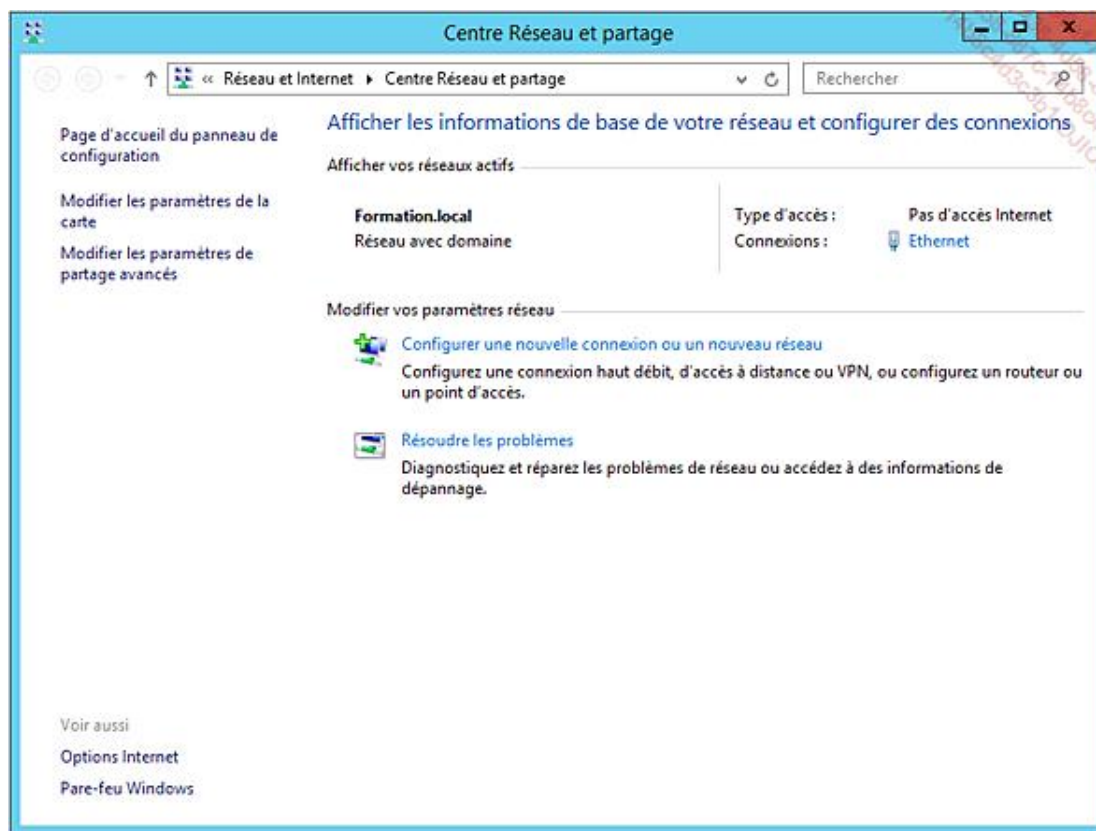 Centre Réseau et partage
« Réseau et Internet Centre Réseau et partage
Rechercher
Page d'accueil du panneau de
configuration
Modifier les paramètres de la
carte
Modifier les paramètres de
partage avancés
Afficher les informations de base de votre réseau et configurer des connexions
Afficher vos réseaux actifs
Formation.local
Réseau avec domaine
Type d'accès :
Pas d'accès Internet
Connexions :
Ethernet
Modifier vos paramètres réseau
Configurer une nouvelle connexion ou un nouveau réseau
Configurez une connexion haut débit, d'accès à distance ou VPN, ou configurez un routeur ou
un point d'accès.
Résoudre les problèmes
Diagnostiquez et réparez les problèmes de réseau ou accédez à des informations de
dépannage.
Voir aussi
Options Internet
Pare-feu Windows